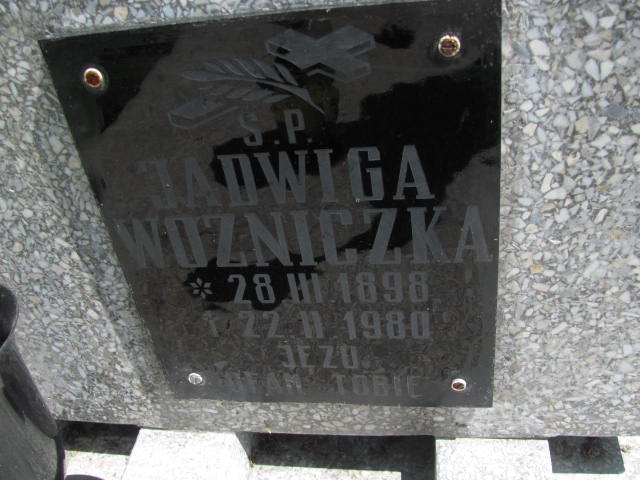 Ś.P.
JADWIGA
WOŹNICZKA
* 28 III 1898
† 22 II 1980
JEZU
UFAM TOBIE